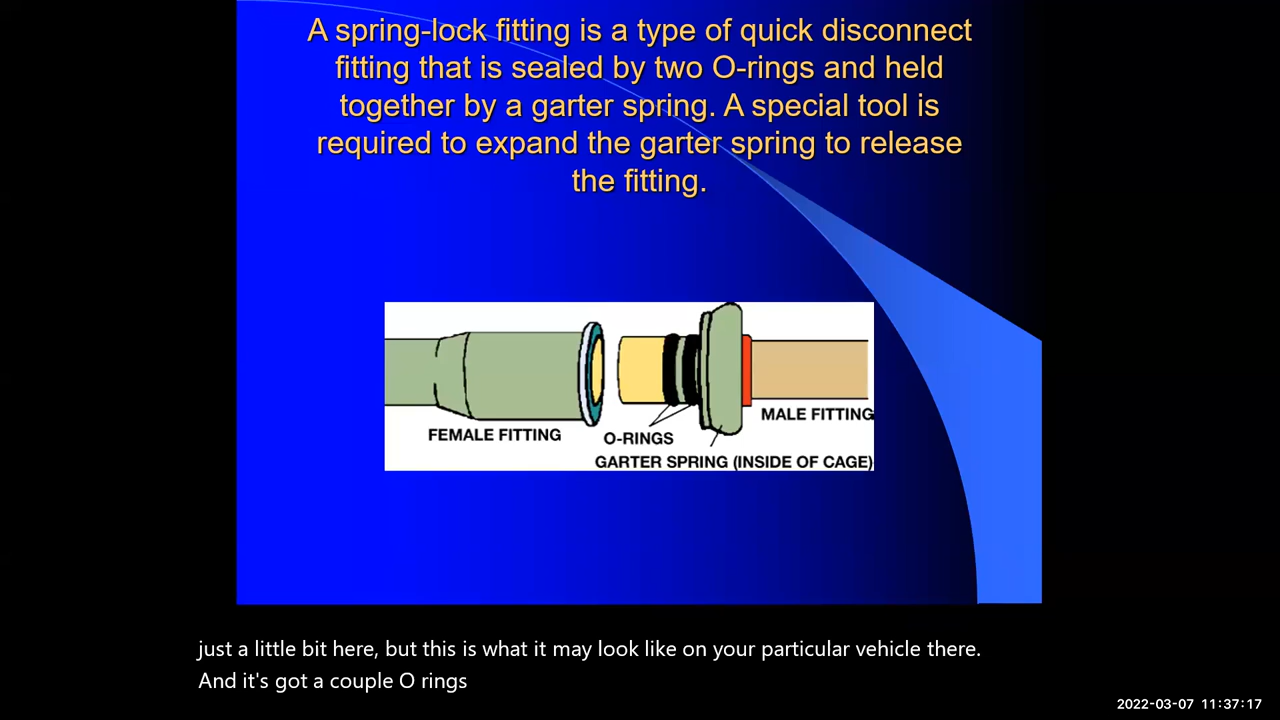 A spring-lock fitting is a type of quick disconnect
fitting that is sealed by two O-rings and held
together by a garter spring. A special tool is
required to expand the garter spring to release
the fitting.
MALE FITTING
FEMALE FITTING
O-RINGS
GARTER SPRING (INSIDE OF CAGE)
just a little bit here, but this is what it may look like on your particular vehicle there.
And it's got a couple O rings
2022-03-07 11:37:17